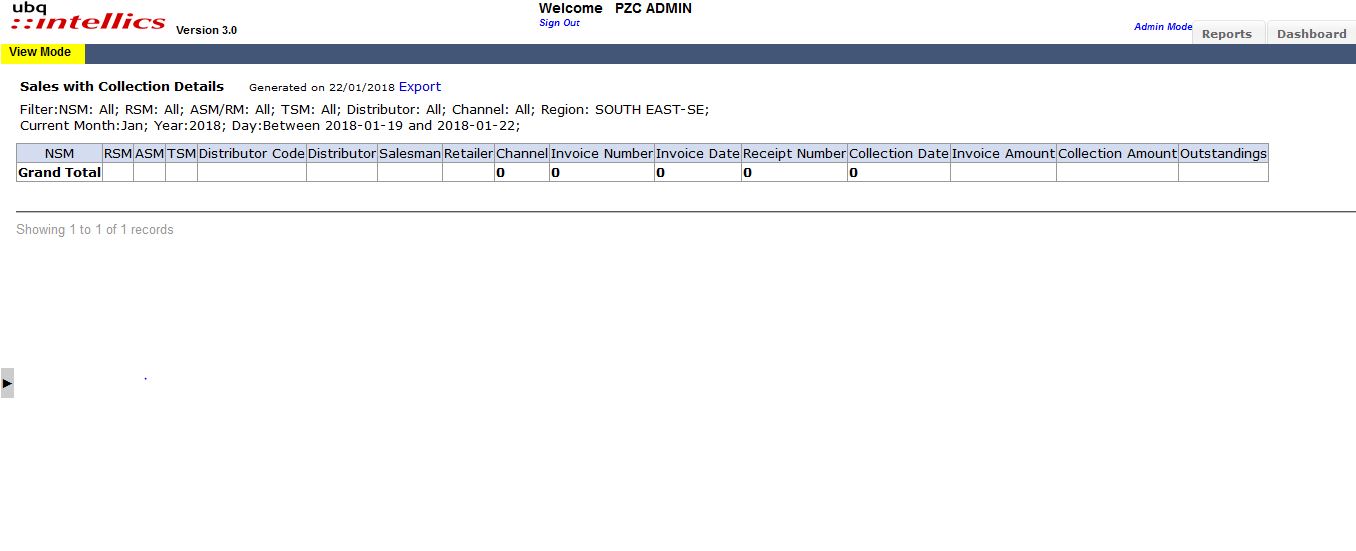 ubq
::intellics Version 3.0
Welcome PZC ADMIN
Sign Out
Admin Mode Reports Dashboard
View Mode
Sales with Collection Details Generated on 22/01/2018 Export
Filter:NSM: All; RSM: All; ASM/RM: All; TSM: All; Distributor: All; Channel: All; Region: SOUTH EAST-SE;
Current Month:Jan; Year:2018; Day:Between 2018-01-19 and 2018-01-22;
NSM RSM ASM TSM Distributor Code Distributor Salesman Retailer Channel Invoice Number Invoice Date Receipt Number Collection Date Invoice Amount Collection Amount Outstandings
Grand Total 0 0 0 0 0
Showing 1 to 1 of 1 records